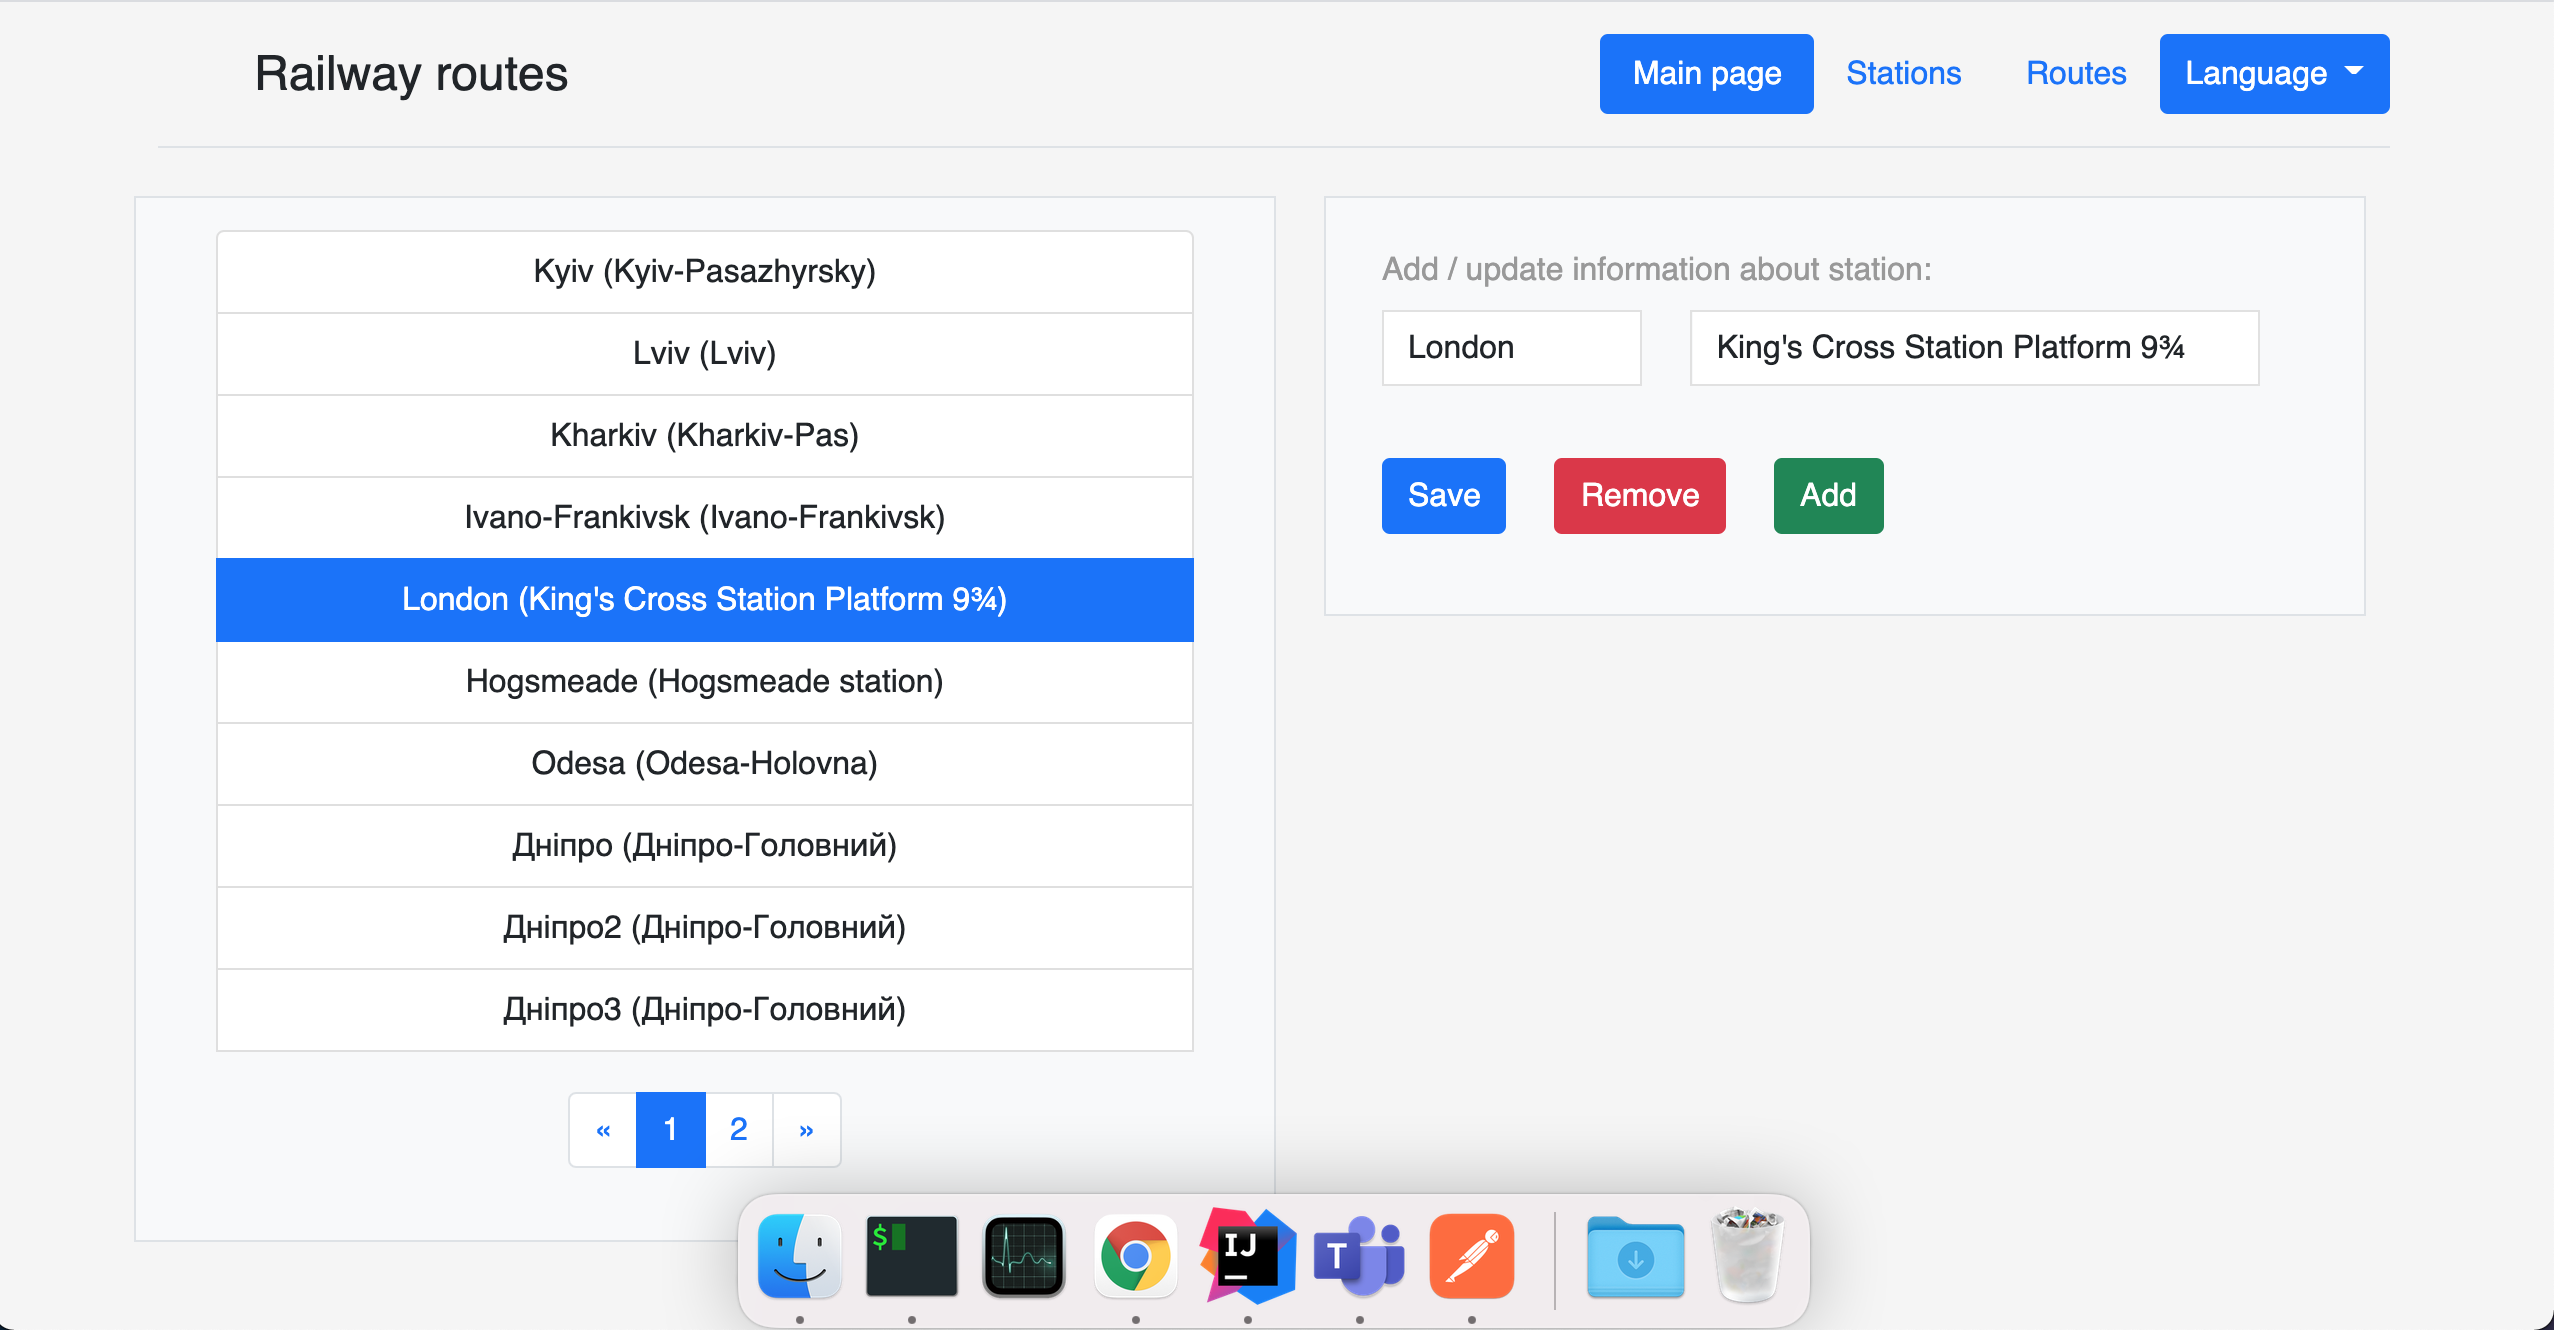 Railway routes
Main page
Stations
Routes
Language
Kyiv (Kyiv-Pasazhyrsky)
Lviv (Lviv)
Kharkiv (Kharkiv-Pas)
Ivano-Frankivsk (Ivano-Frankivsk)
London (King's Cross Station Platform 9¾)
Hogsmeade (Hogsmeade station)
Odesa (Odesa-Holovna)
Дніпро (Дніпро-Головний)
Дніпро2 (Дніпро-Головний)
Дніпро3 (Дніпро-Головний)
« 1 2 »
Add / update information about station:
London
King's Cross Station Platform 9¾
Save
Remove
Add
$
IJ
T